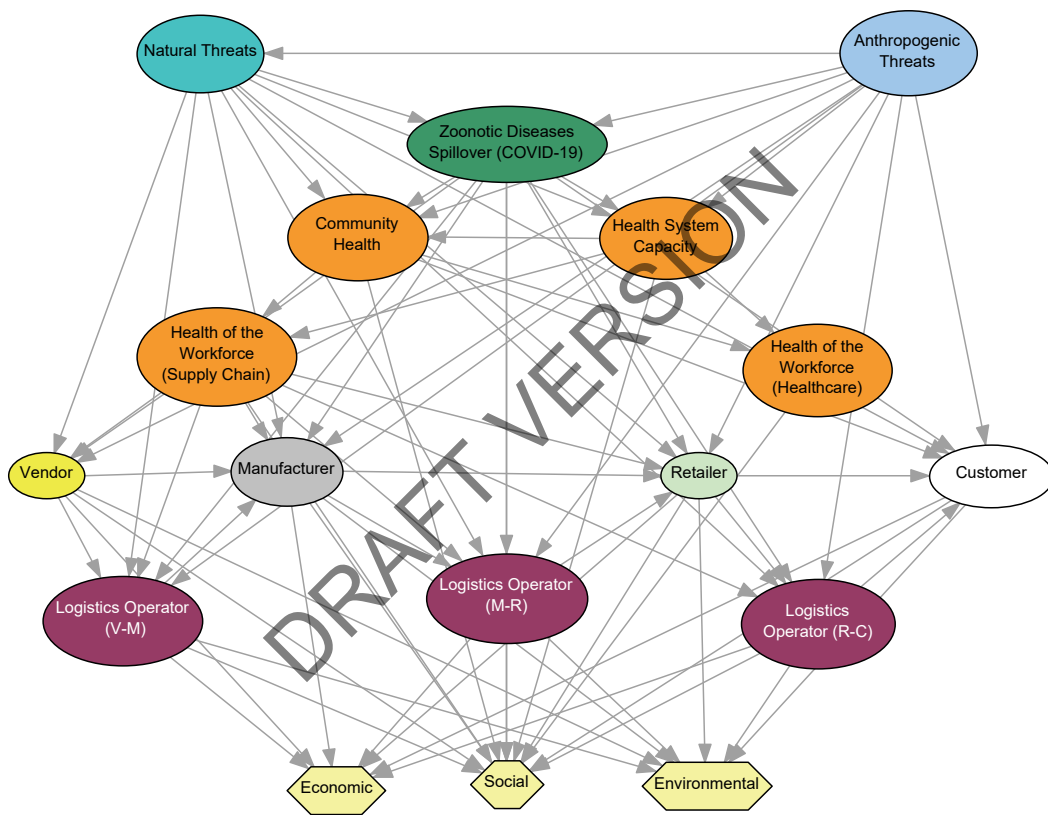 Natural Threats
Anthropogenic
Threats
Zoonotic Diseases
Spillover (COVID-19)
Community
Health
Health System
Capacity
Health of the
Workforce
(Supply Chain)
Health of the
Workforce
(Healthcare)
Vendor
Manufacturer
Retailer
Customer
Logistics Operator
(V-M)
Logistics Operator
(M-R)
Logistics
Operator (R-C)
Economic
Social
Environmental
DRAFT VERSION